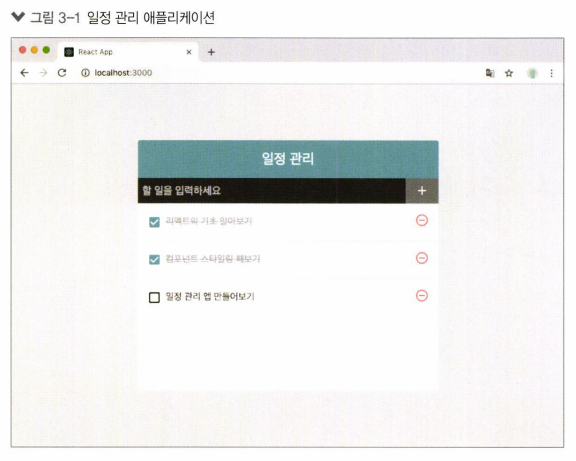 그림 3-1 일정 관리 애플리케이션
React App
localhost:3000
일정 관리
할 일을 입력하세요
리액트의 기초 알아보기
컴포넌트 스타일링 해보기
일정 관리 앱 만들어보기